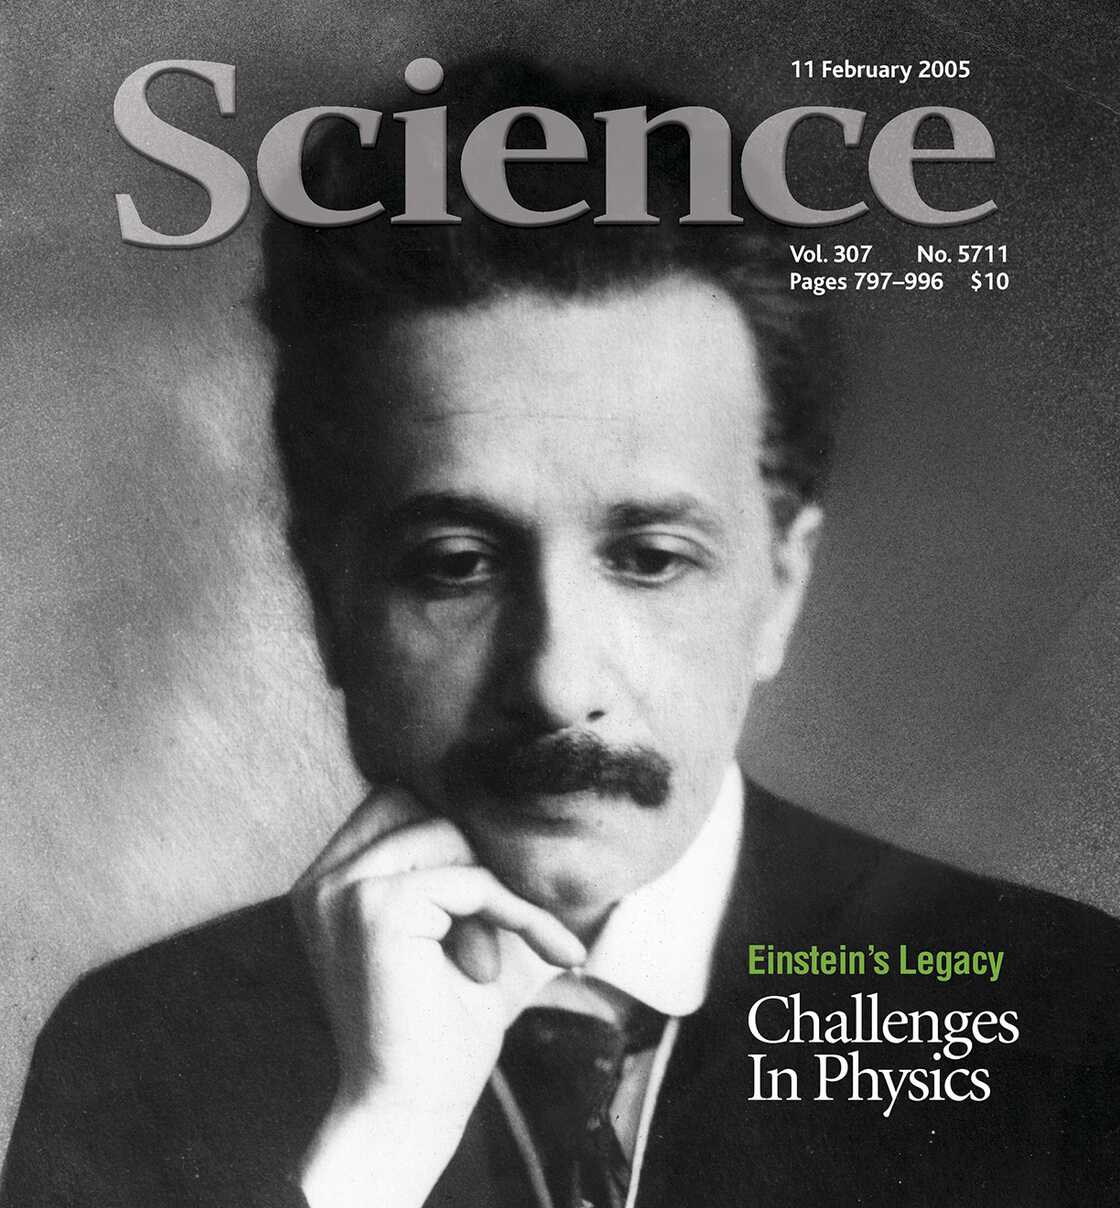 11 February 2005
Science
Vol. 307 No. 5711
Pages 797–996 $10
Einstein's Legacy
Challenges
In Physics